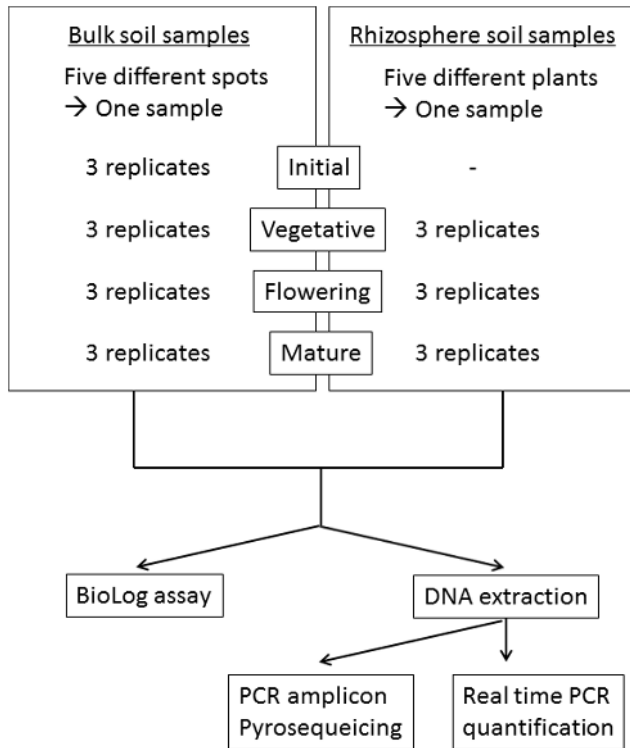 Bulk soil samples
Five different spots
→ One sample
Rhizosphere soil samples
Five different plants
→ One sample
3 replicates Initial -
3 replicates Vegetative 3 replicates
3 replicates Flowering 3 replicates
3 replicates Mature 3 replicates
BioLog assay
DNA extraction
PCR amplicon
Pyrosequeicing
Real time PCR
quantification